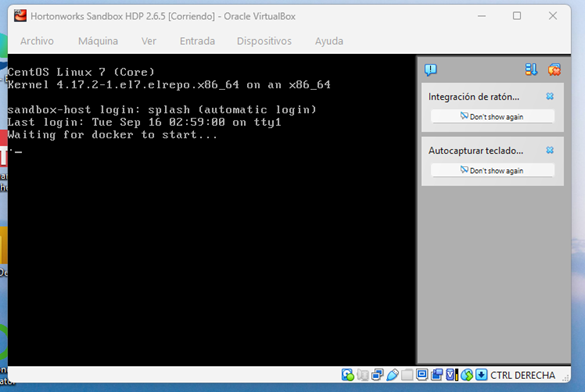 Hortonworks Sandbox HDP 2.6.5 [Corriendo] - Oracle VirtualBox
Archivo Máquina Ver Entrada Dispositivos Ayuda
CentOS Linux 7 (Core)
Kernel 4.17.2-1.el7.elrepo.x86_64 on an x86_64
sandbox-host login: splash (automatic login)
Last login: Tue Sep 16 02:59:00 on tty1
Waiting for docker to start...
._
Integración de ratón...
Don't show again
Autocapturar teclado...
Don't show again
CTRL DERECHA